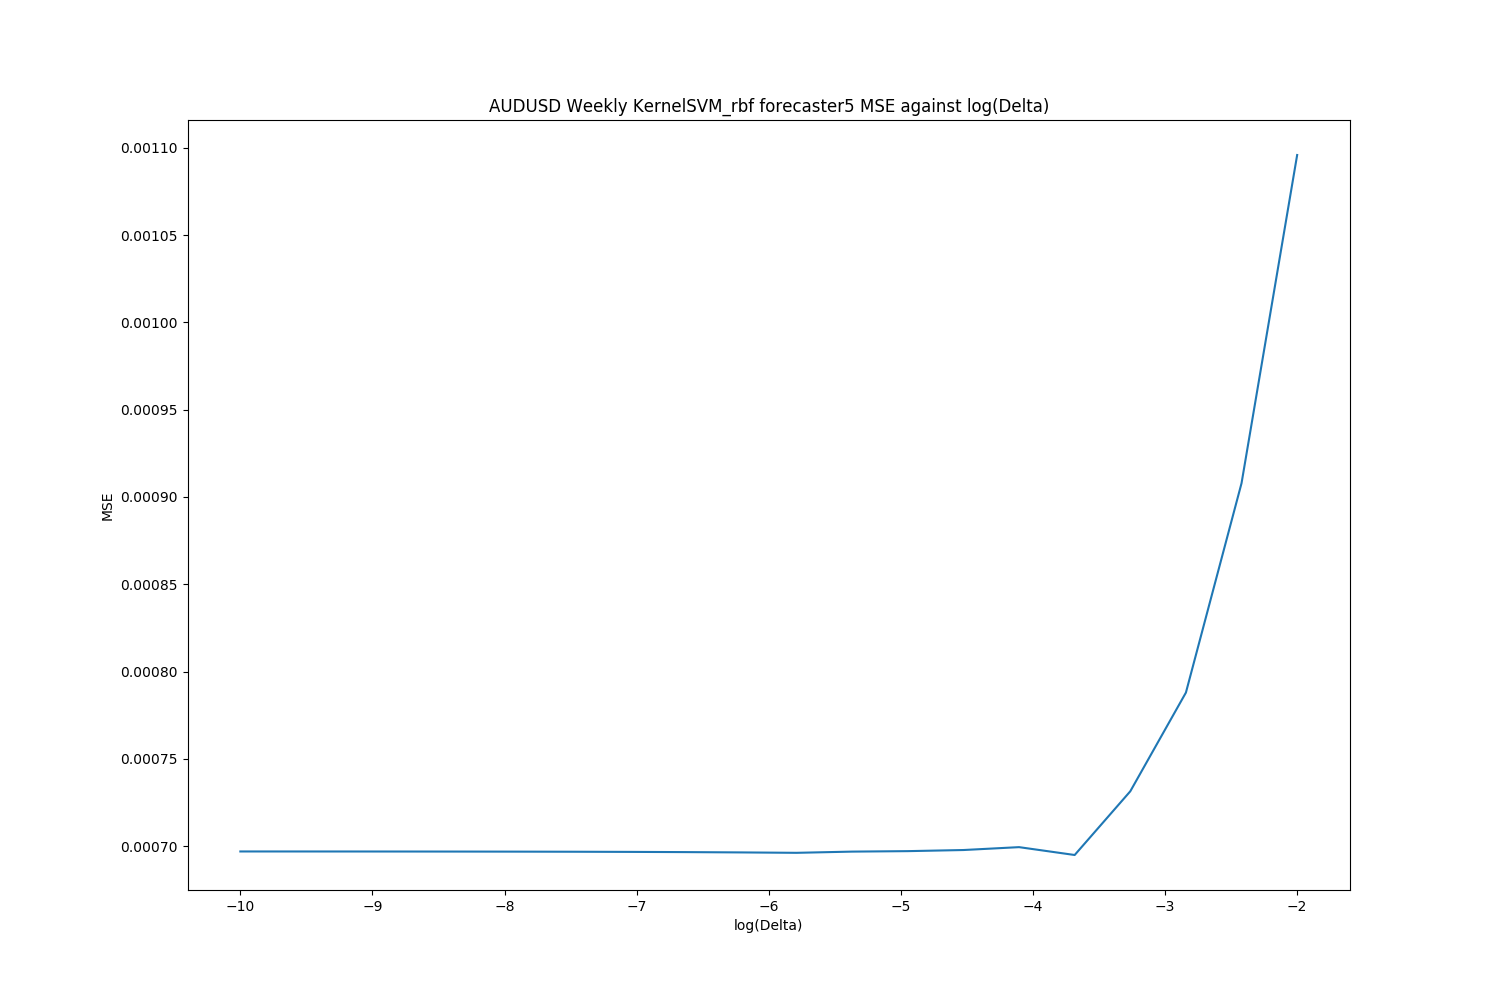 AUDUSD Weekly KernelSVM_rbf forecaster5 MSE against log(Delta)
0.00110
0.00105
0.00100
0.00095
0.00090
0.00085
0.00080
0.00075
0.00070
MSE
−10 −9 −8 −7 −6 −5 −4 −3 −2
log(Delta)